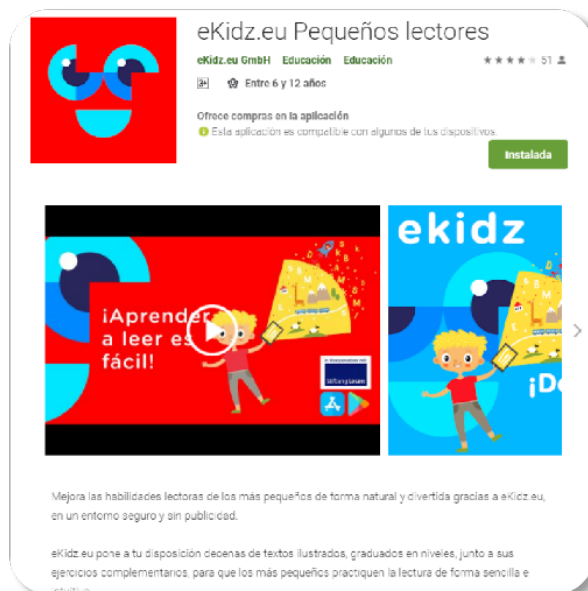 eKidz.eu Pequeños lectores
eKidz.eu GmbH Educación Educación 51
3+ Entre 6 y 12 años
Ofrece compras en la aplicación
Esta aplicación es compatible con algunos de tus dispositivos.
Instalada
¡Aprender
a leer es
fácil!
ekidz
¡De
Mejora las habilidades lectoras de los más pequeños de forma natural y divertida gracias a eKidz.eu,
en un entorno seguro y sin publicidad.
eKidz.eu pone a tu disposición decenas de textos ilustrados, graduados en niveles, junto a sus
ejercicios complementarios, para que los más pequeños practiquen la lectura de forma sencilla e